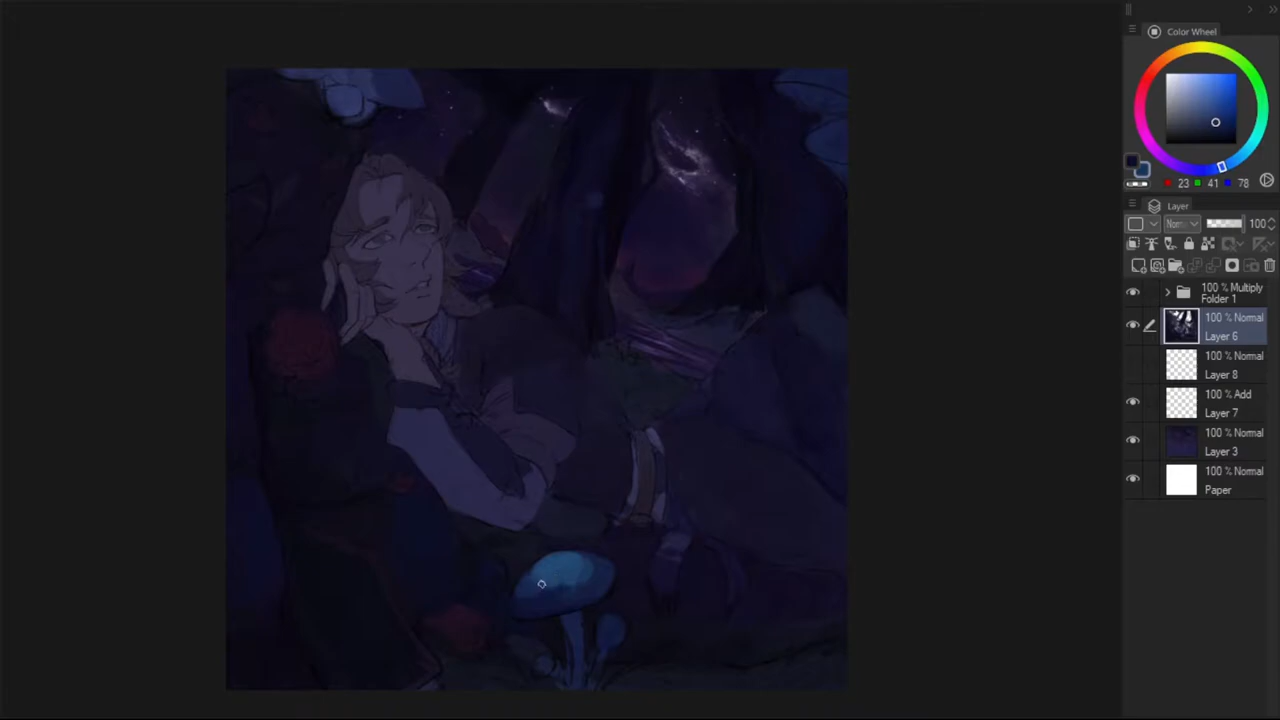 Color Wheel
23 41 78
Layer
Norm 100
100 % Multiply
Folder 1
100 % Normal
Layer 6
100 % Normal
Layer 8
100 % Add
Layer 7
100 % Normal
Layer 3
100 % Normal
Paper